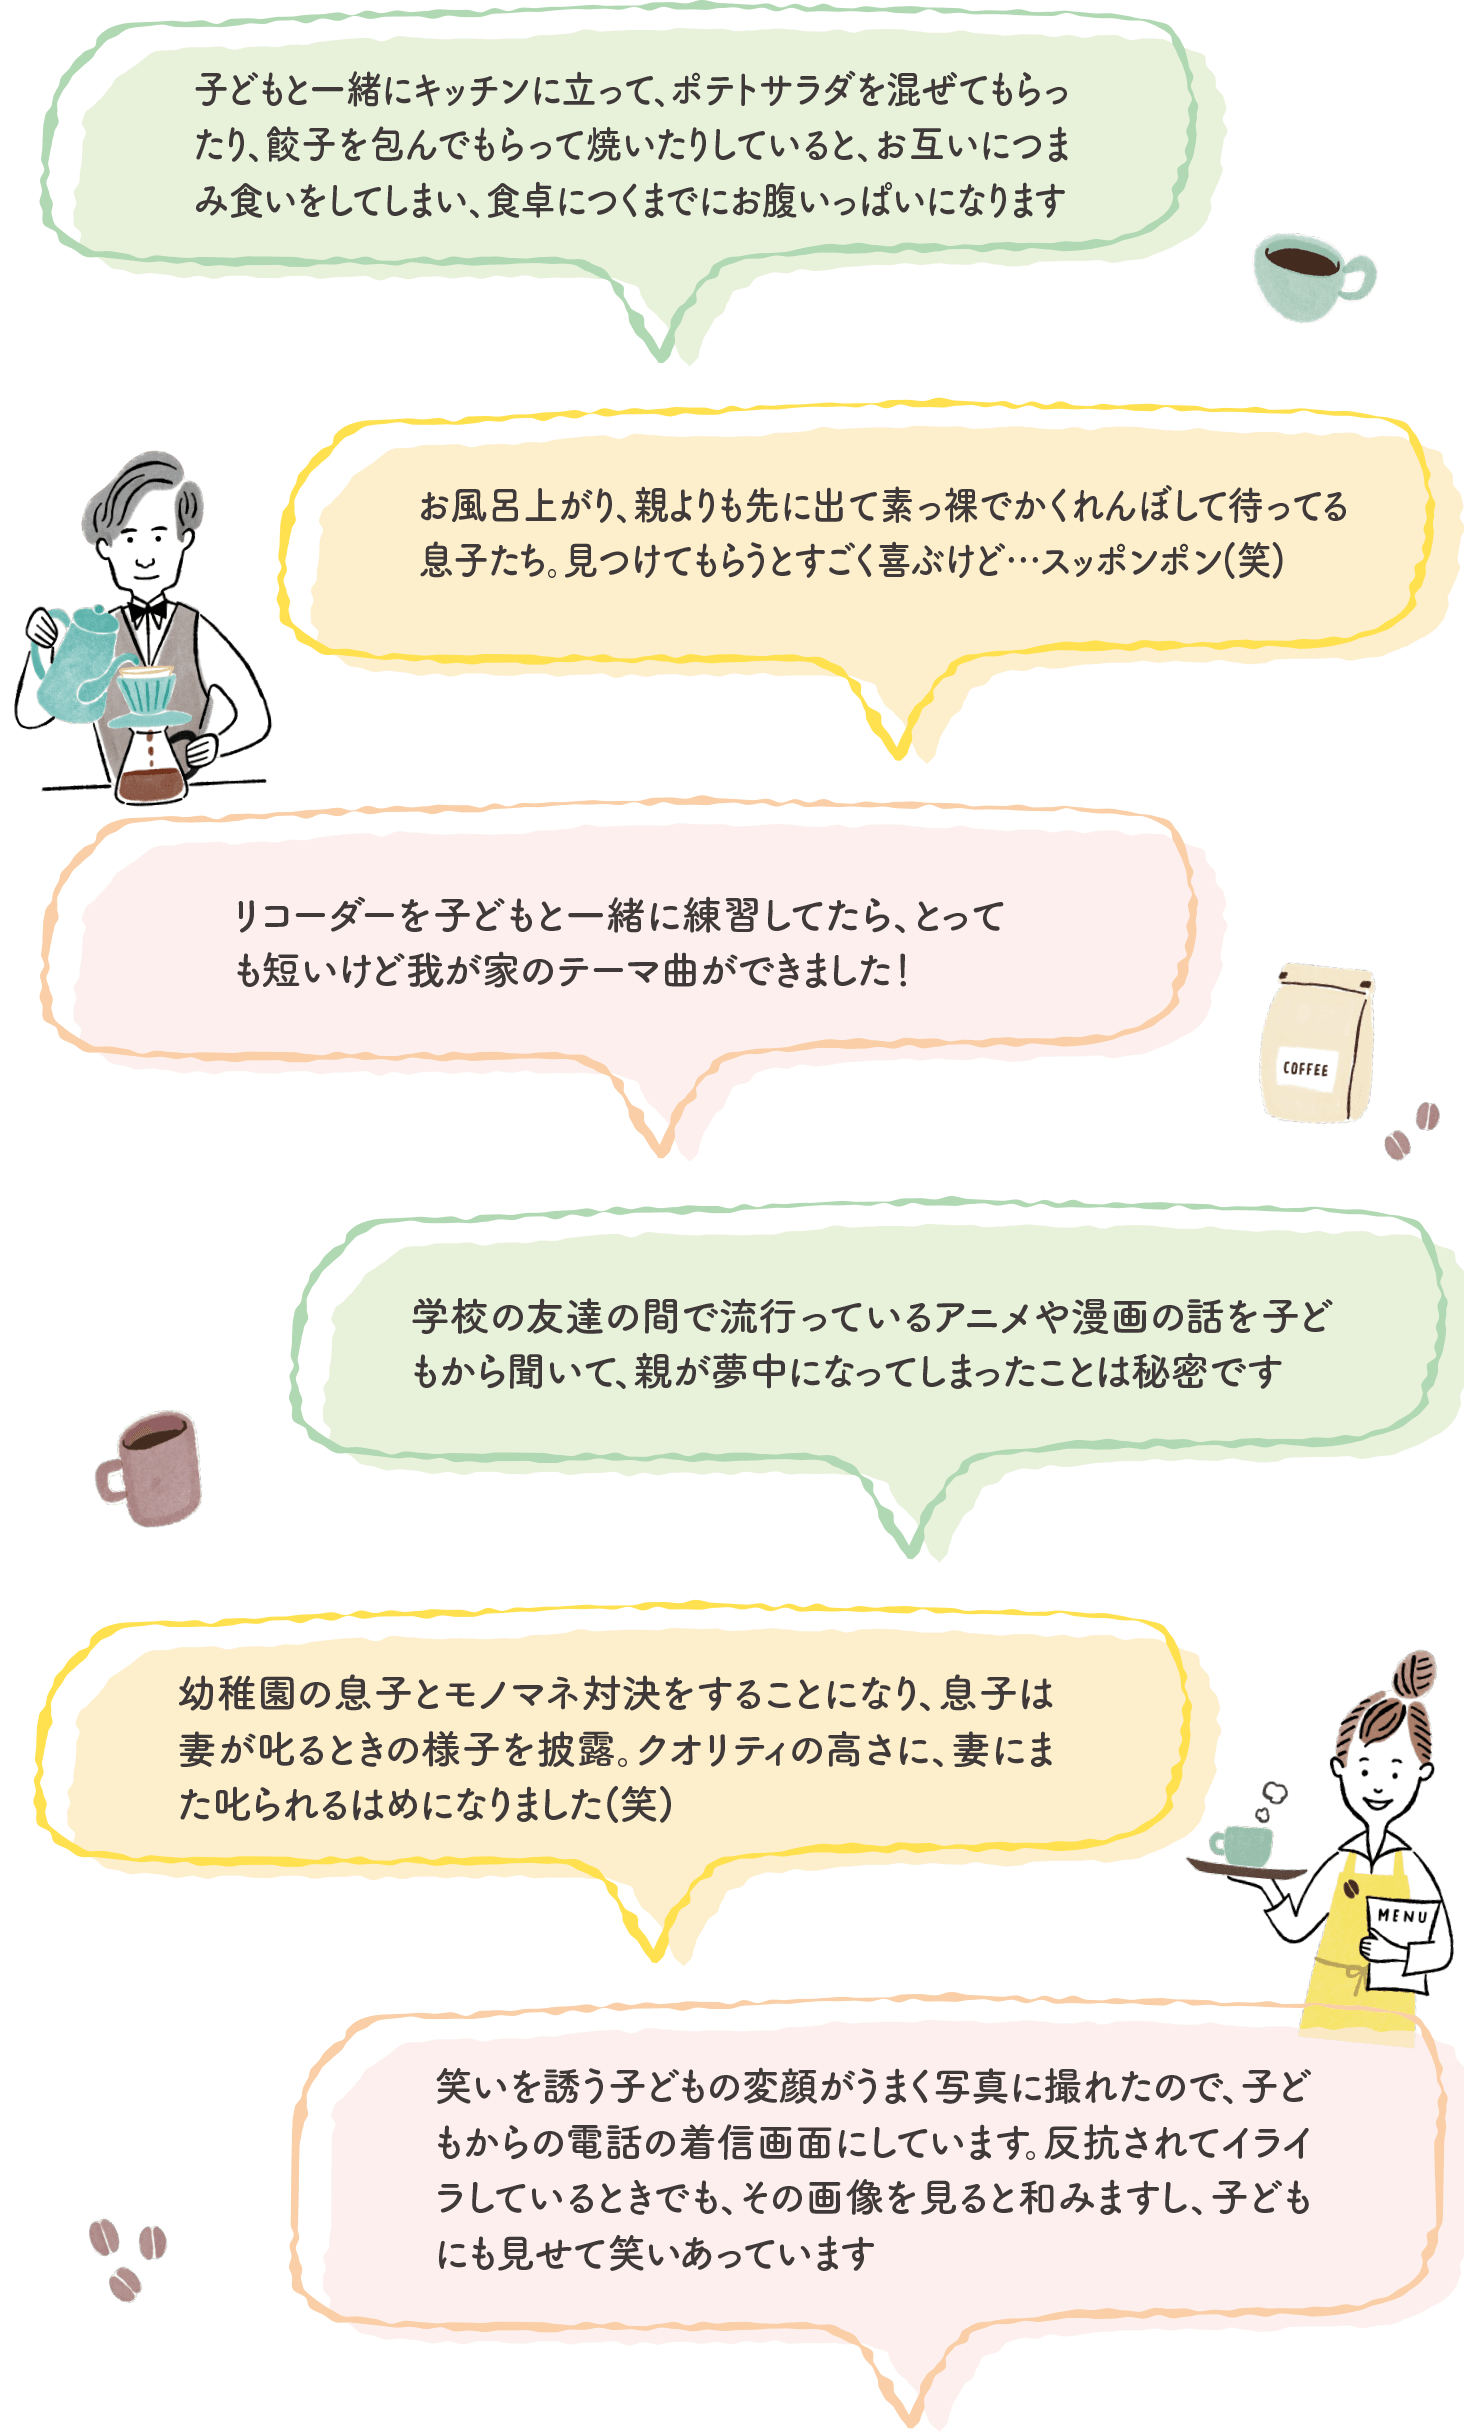 子どもと一緒にキッチンに立って、ポテトサラダを混ぜてもらっ
たり、餃子を包んでもらって焼いたりしていると、お互いにつま
み食いをしてしまい、食卓につくまでにお腹いっぱいになります
お風呂上がり、親よりも先に出て素っ裸でかくれんぼして待ってる
息子たち。見つけてもらうとすごく喜ぶけど…スッポンポン(笑)
リコーダーを子どもと一緒に練習してたら、とって
も短いけど我が家のテーマ曲ができました!
COFFEE
学校の友達の間で流行っているアニメや漫画の話を子ど
もから聞いて、親が夢中になってしまったことは秘密です
幼稚園の息子とモノマネ対決をすることになり、息子は
妻が叱るときの様子を披露。クオリティの高さに、妻にま
た叱られるはめになりました(笑)
MENU
笑いを誘う子どもの変顔がうまく写真に撮れたので、子ど
もからの電話の着信画面にしています。反抗されてイライ
ラしているときでも、その画像を見ると和みますし、子ども
にも見せて笑いあっています